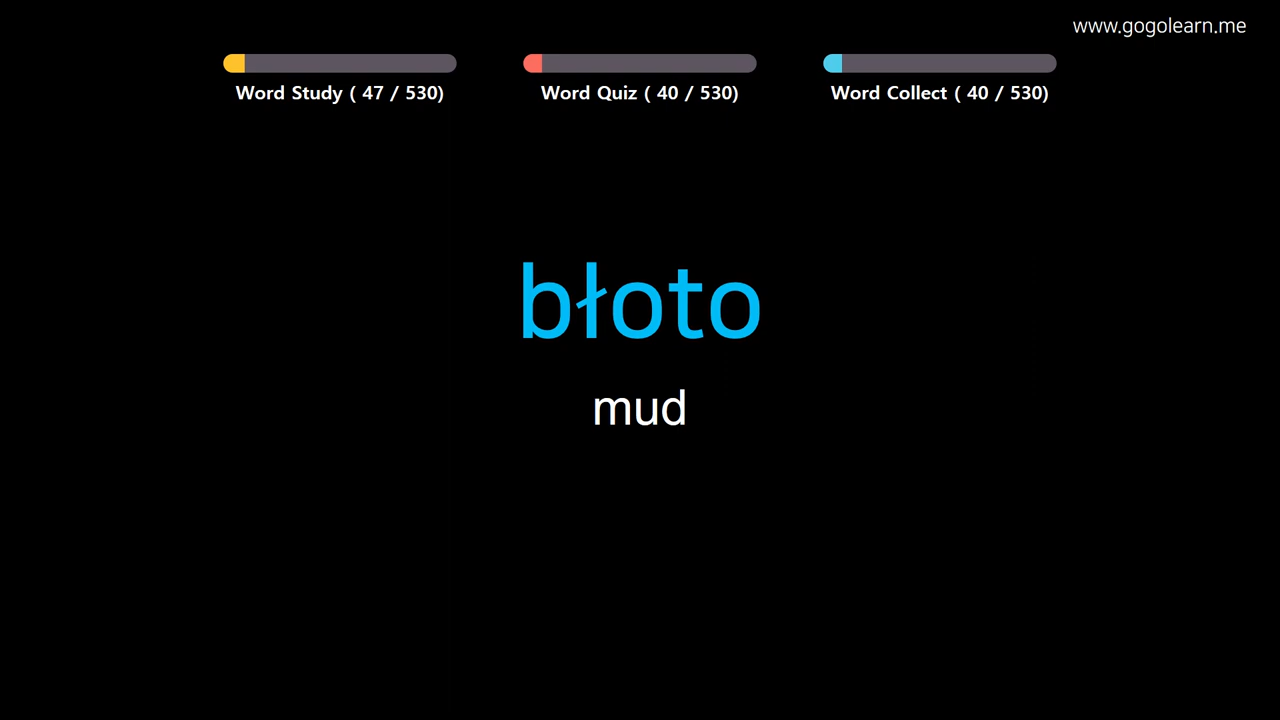 www.gogolearn.me
Word Study ( 47 / 530)
Word Quiz ( 40 / 530)
Word Collect ( 40 / 530)
błoto
mud